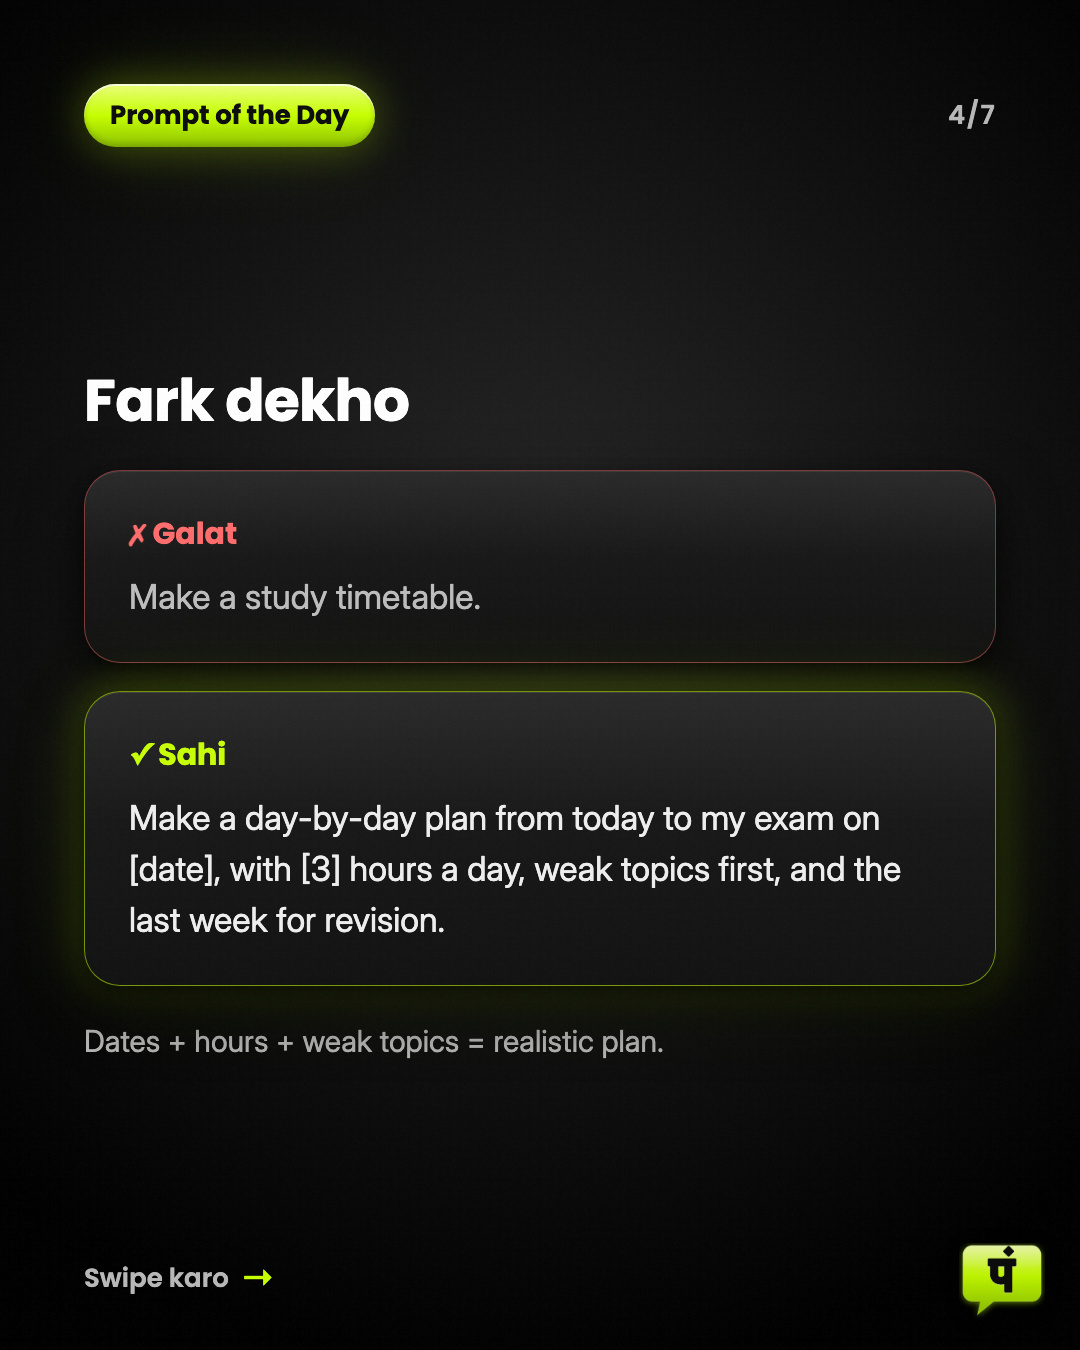 Prompt of the Day
4/7
Fark dekho
✗ Galat
Make a study timetable.
✓ Sahi
Make a day-by-day plan from today to my exam on
[date], with [3] hours a day, weak topics first, and the
last week for revision.
Dates + hours + weak topics = realistic plan.
Swipe karo →
पं